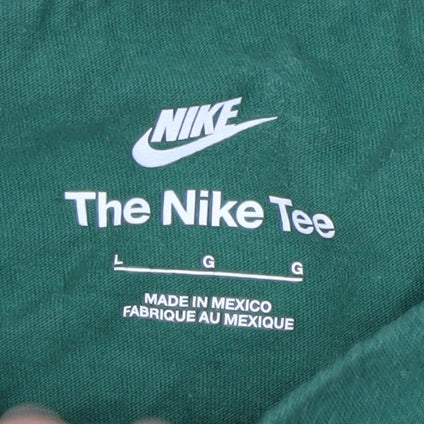 NIKE
The Nike Tee
L G G
MADE IN MEXICO
FABRIQUE AU MEXIQUE